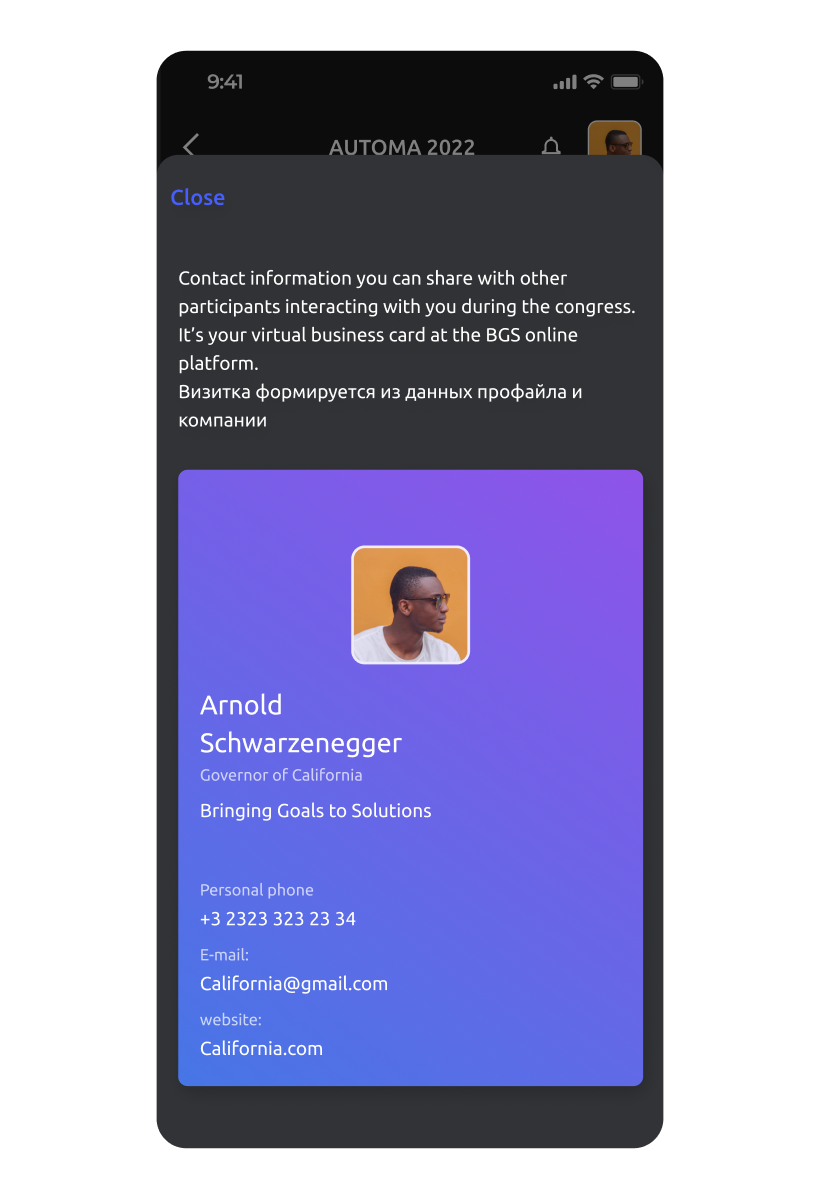 9:41
AUTOMA 2022
Close
Contact information you can share with other
participants interacting with you during the congress.
It’s your virtual business card at the BGS online
platform.
Визитка формируется из данных профайла и
компании
Arnold
Schwarzenegger
Governor of California
Bringing Goals to Solutions
Personal phone
+3 2323 323 23 34
E-mail:
California@gmail.com
website:
California.com